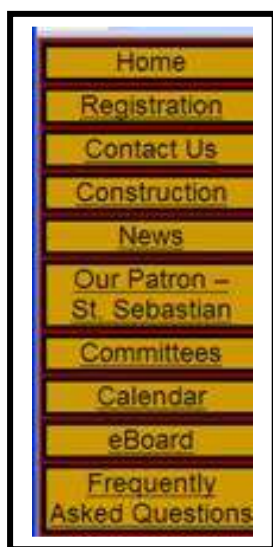 Home
Registration
Contact Us
Construction
News
Our Patron –
St. Sebastian
Committees
Calendar
eBoard
Frequently
Asked Questions